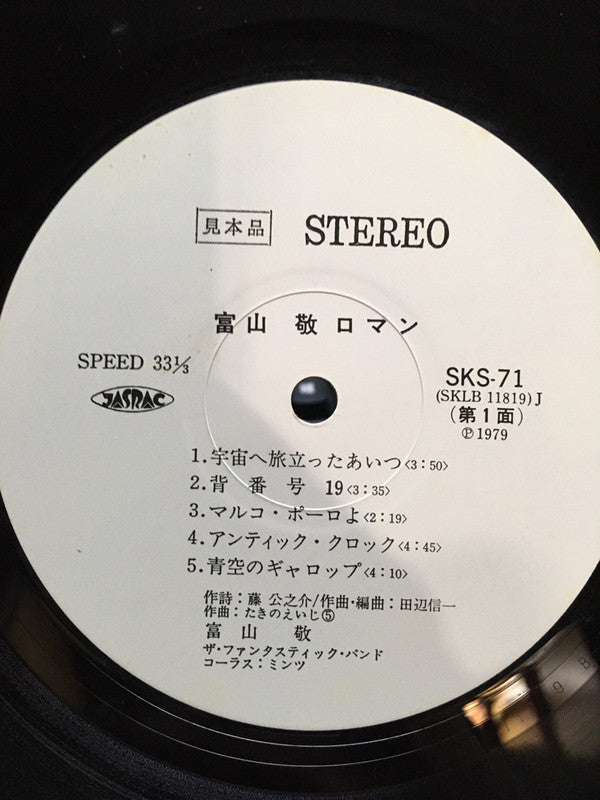 見本品 STEREO
富山 敬 ロマン
SPEED 33⅓
JASRAC
SKS-71
(SKLB 11819) J
(第1面)
Ⓟ 1979
1.宇宙へ旅立ったあいつ〈3:50〉
2.背 番 号 19〈3:35〉
3.マルコ・ポーロよ〈2:19〉
4.アンティック・クロック〈4:45〉
5.青空のギャロップ〈4:10〉
作詩:藤 公之介/作曲・編曲:田辺信一
作曲:たきのえいじ⑤
富 山 敬
ザ・ファンタスティック・バンド
コーラス:ミンツ